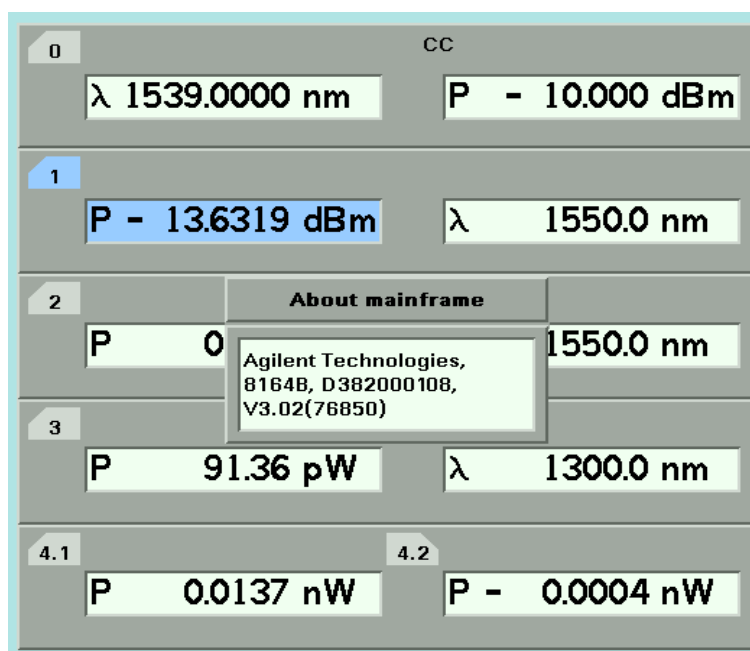 0 CC
λ 1539.0000 nm P - 10.000 dBm
1
P - 13.6319 dBm λ 1550.0 nm
2
P 0 1550.0 nm
About mainframe
Agilent Technologies,
8164B, D382000108,
V3.02(76850)
3
P 91.36 pW λ 1300.0 nm
4.1 4.2
P 0.0137 nW P - 0.0004 nW